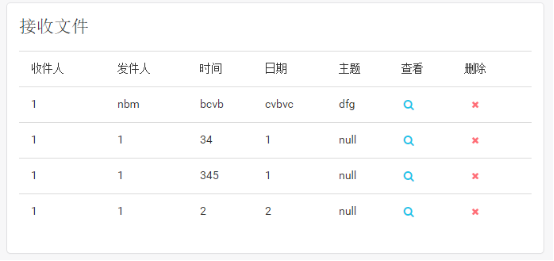 接收文件
收件人 发件人 时间 日期 主题 查看 删除
1 nbm bcvb cvbvc dfg
1 1 34 1 null
1 1 345 1 null
1 1 2 2 null